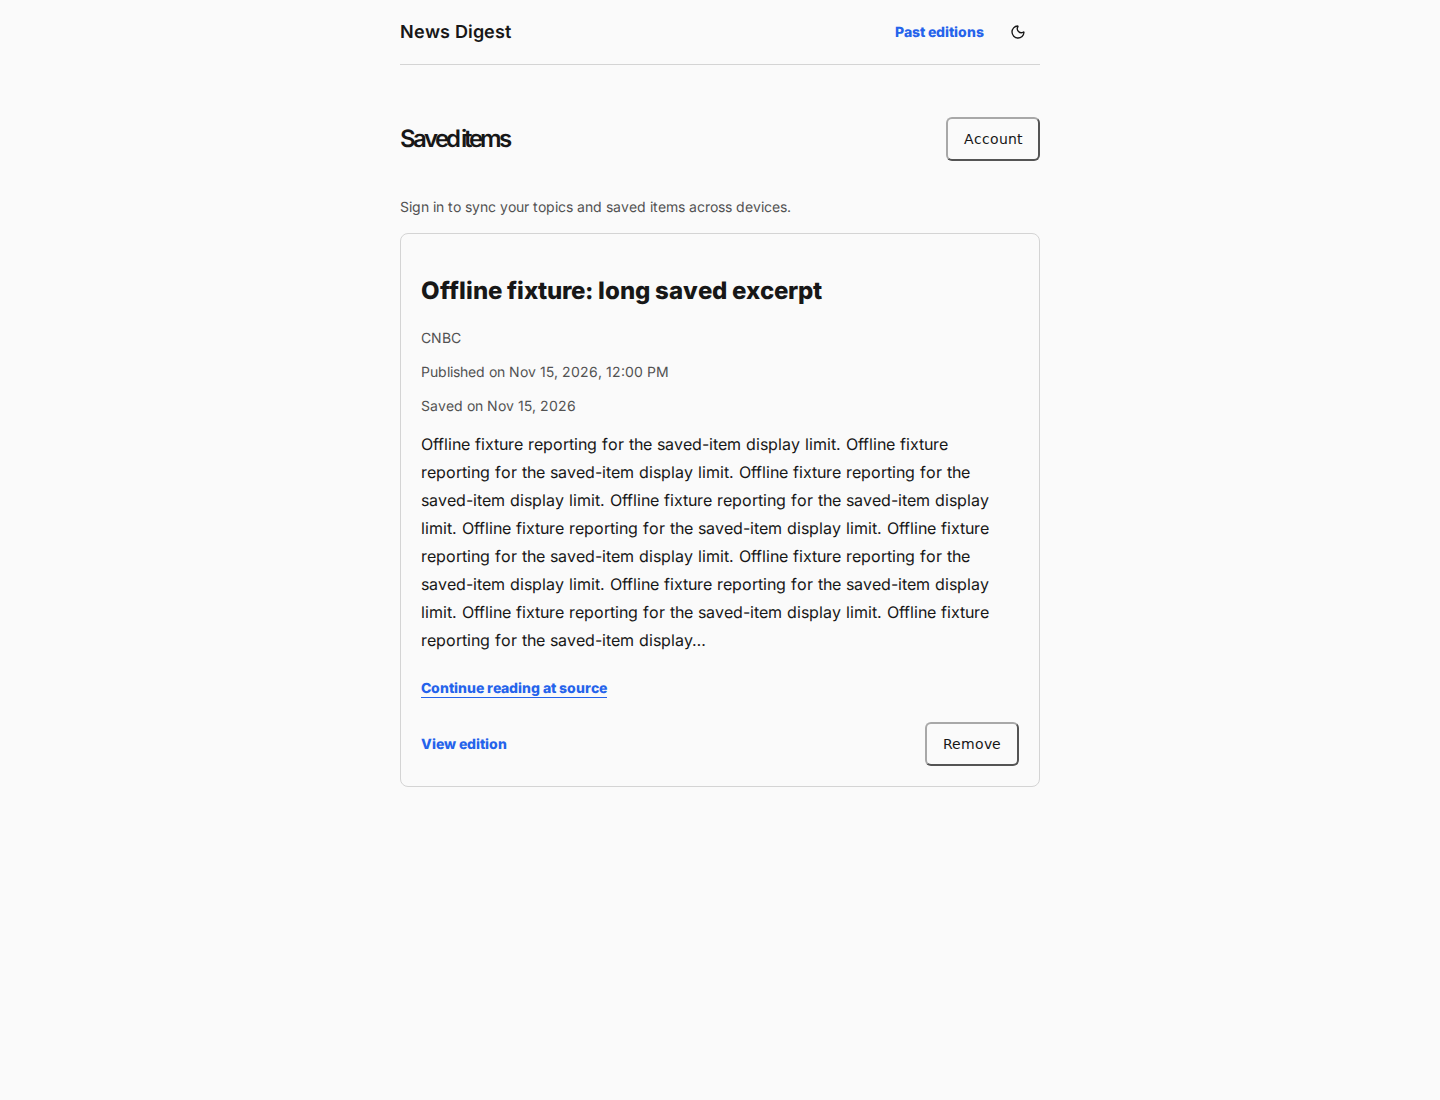 News Digest
Past editions
Saved items
Account
Sign in to sync your topics and saved items across devices.
Offline fixture: long saved excerpt
CNBC
Published on Nov 15, 2026, 12:00 PM
Saved on Nov 15, 2026
Offline fixture reporting for the saved-item display limit. Offline fixture
reporting for the saved-item display limit. Offline fixture reporting for the
saved-item display limit. Offline fixture reporting for the saved-item display
limit. Offline fixture reporting for the saved-item display limit. Offline fixture
reporting for the saved-item display limit. Offline fixture reporting for the
saved-item display limit. Offline fixture reporting for the saved-item display
limit. Offline fixture reporting for the saved-item display limit. Offline fixture
reporting for the saved-item display…
Continue reading at source
View edition
Remove